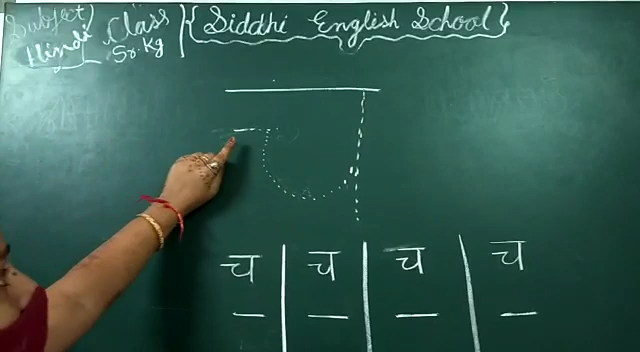 Subject
Hindi
Class
Sr. Kg
Siddhi English School
च च च च